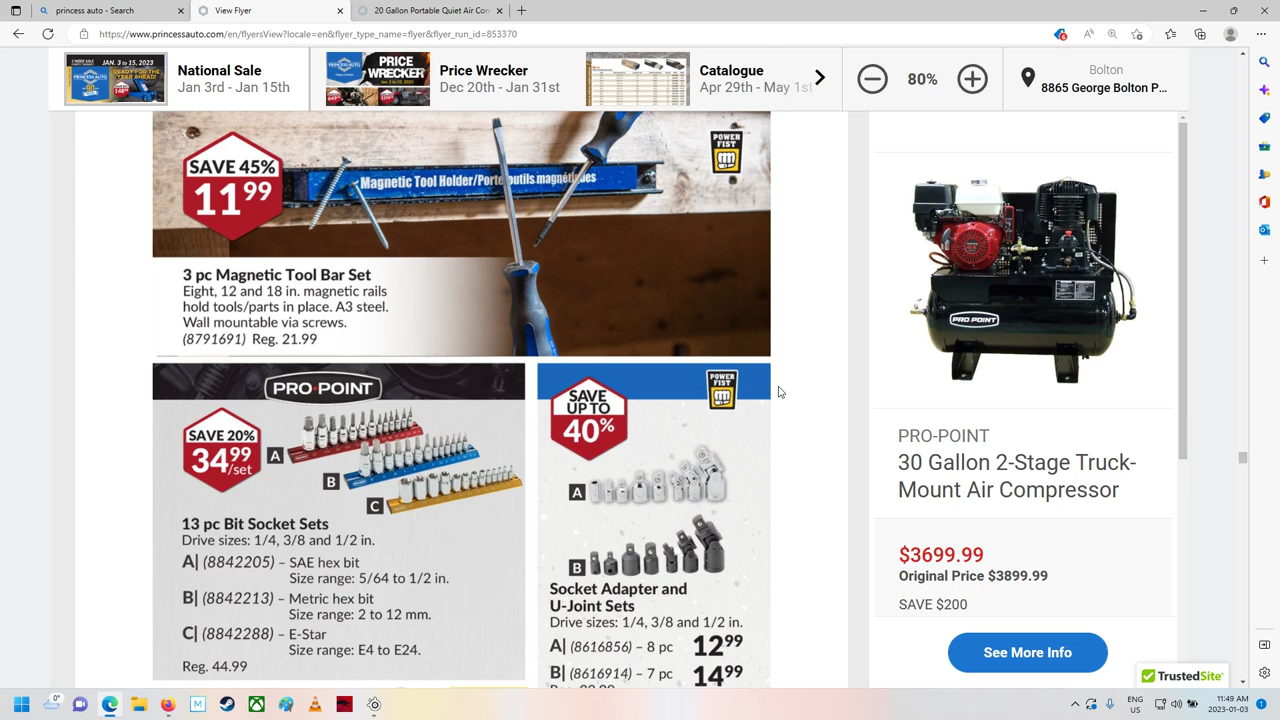 princess auto - Search
View Flyer
20 Gallon Portable Quiet Air Con
https://www.princessauto.com/en/flyersView?locale=en&flyer_type_name=flyer&flyer_run_id=853370
National Sale
Jan 3rd - Jan 15th
Price Wrecker
Dec 20th - Jan 31st
Catalogue
Apr 29th - May 1s
80%
8865 George Bolton P...
SAVE 45%
11 99
Magnetic Tool Holder/Porte-outils magnétiques
POWER FIST
3 pc Magnetic Tool Bar Set
Eight, 12 and 18 in. magnetic rails
hold tools/parts in place. A3 steel.
Wall mountable via screws.
(8791691) Reg. 21.99
PRO-POINT
SAVE 20%
34 99
/set
A
B
C
13 pc Bit Socket Sets
Drive sizes: 1/4, 3/8 and 1/2 in.
A| (8842205) – SAE hex bit
Size range: 5/64 to 1/2 in.
B| (8842213) – Metric hex bit
Size range: 2 to 12 mm.
C| (8842288) – E-Star
Size range: E4 to E24.
Reg. 44.99
POWER FIST
SAVE
UP TO
40%
A
B
Socket Adapter and
U-Joint Sets
Drive sizes: 1/4, 3/8 and 1/2 in.
A| (8616856) – 8 pc 12 99
B| (8616914) – 7 pc 14 99
PRO-POINT
PRO-POINT
30 Gallon 2-Stage Truck-
Mount Air Compressor
$3699.99
Original Price $3899.99
SAVE $200
See More Info
TrustedSite
0°
ENG
US
11:49 AM
2023-01-03